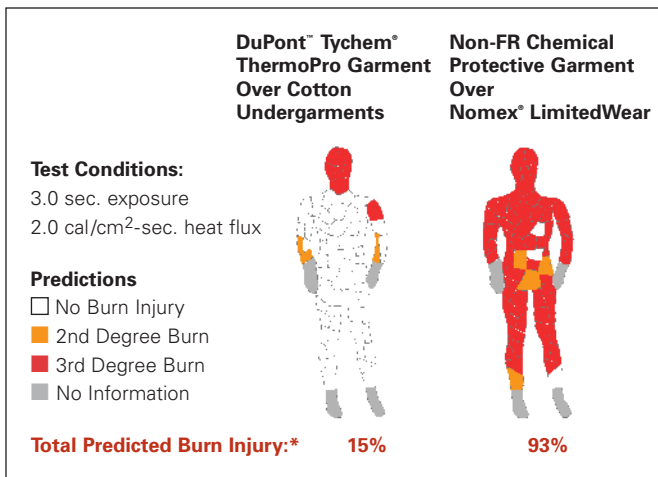 DuPont™ Tychem®
ThermoPro Garment
Over Cotton
Undergarments
Non-FR Chemical
Protective Garment
Over
Nomex® LimitedWear
Test Conditions:
3.0 sec. exposure
2.0 cal/cm²-sec. heat flux
Predictions
No Burn Injury
2nd Degree Burn
3rd Degree Burn
No Information
Total Predicted Burn Injury:* 15% 93%